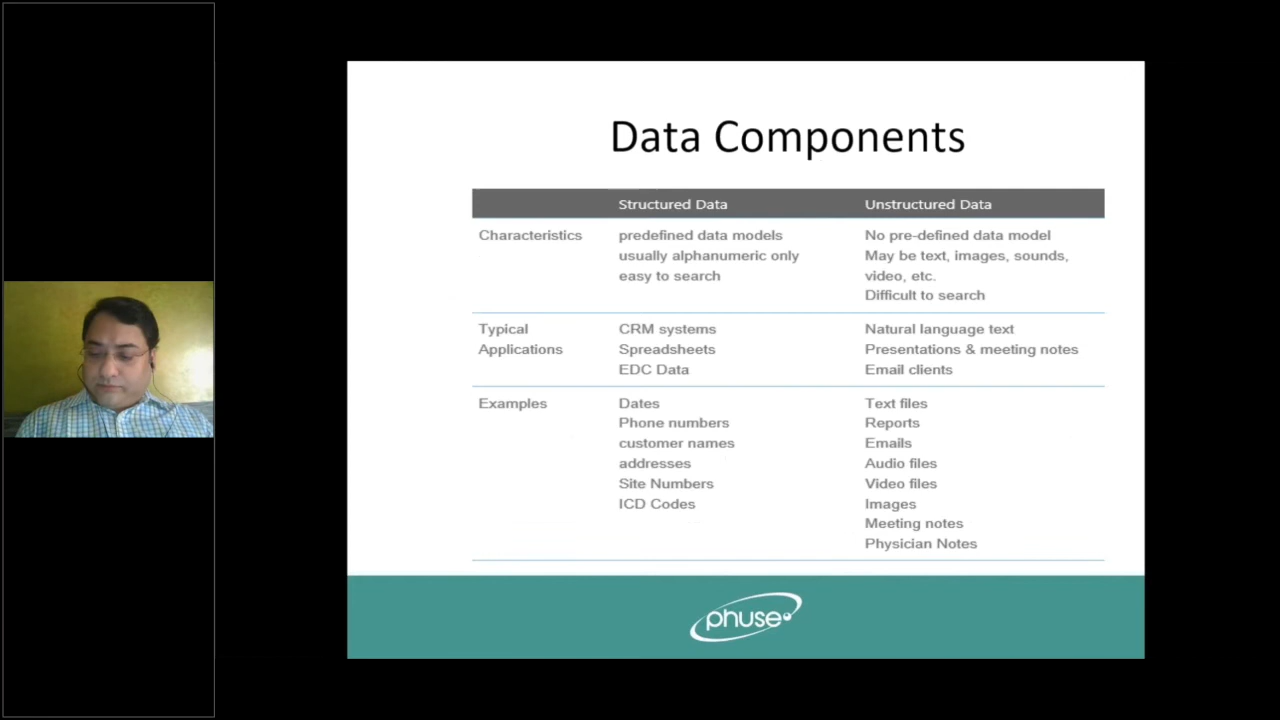 Data Components
Structured Data
Unstructured Data
Characteristics
predefined data models
usually alphanumeric only
easy to search
No pre-defined data model
May be text, images, sounds,
video, etc.
Difficult to search
Typical
Applications
CRM systems
Spreadsheets
EDC Data
Natural language text
Presentations & meeting notes
Email clients
Examples
Dates
Phone numbers
customer names
addresses
Site Numbers
ICD Codes
Text files
Reports
Emails
Audio files
Video files
Images
Meeting notes
Physician Notes
phuse